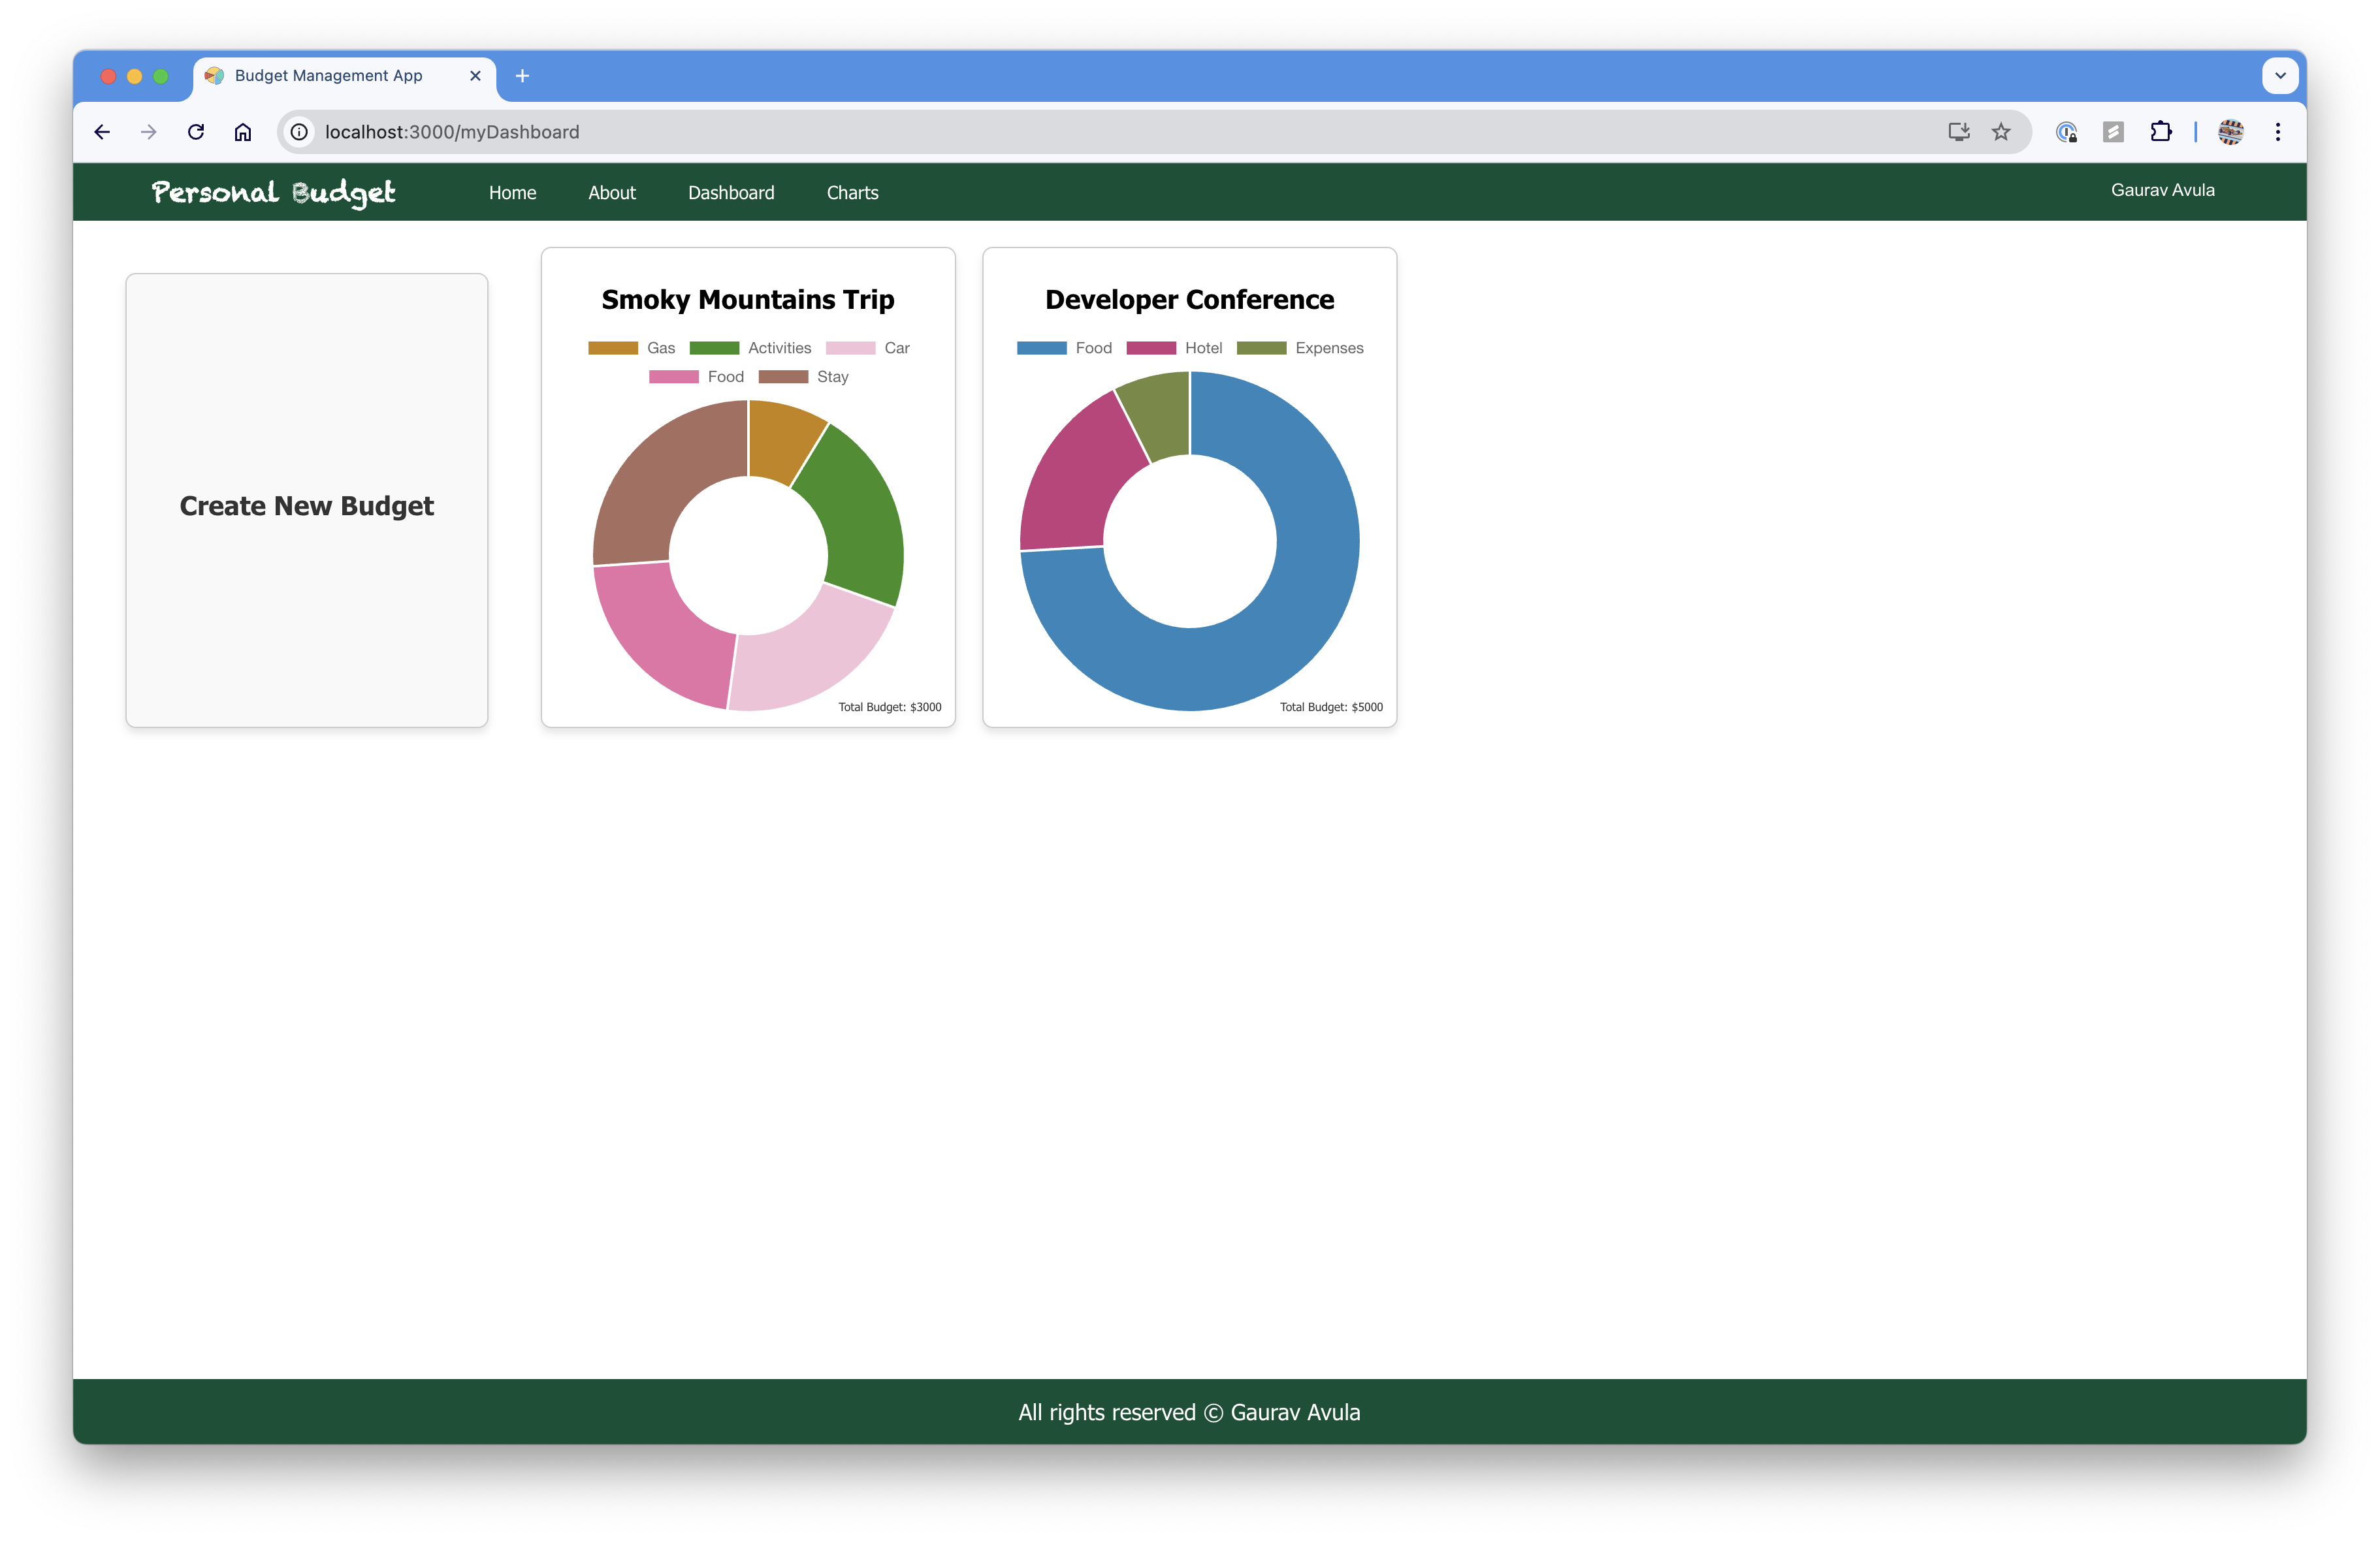 Budget Management App
localhost:3000/myDashboard
Personal Budget Home About Dashboard Charts Gaurav Avula
Create New Budget
Smoky Mountains Trip
Gas Activities Car
Food Stay
Total Budget: $3000
Developer Conference
Food Hotel Expenses
Total Budget: $5000
All rights reserved © Gaurav Avula